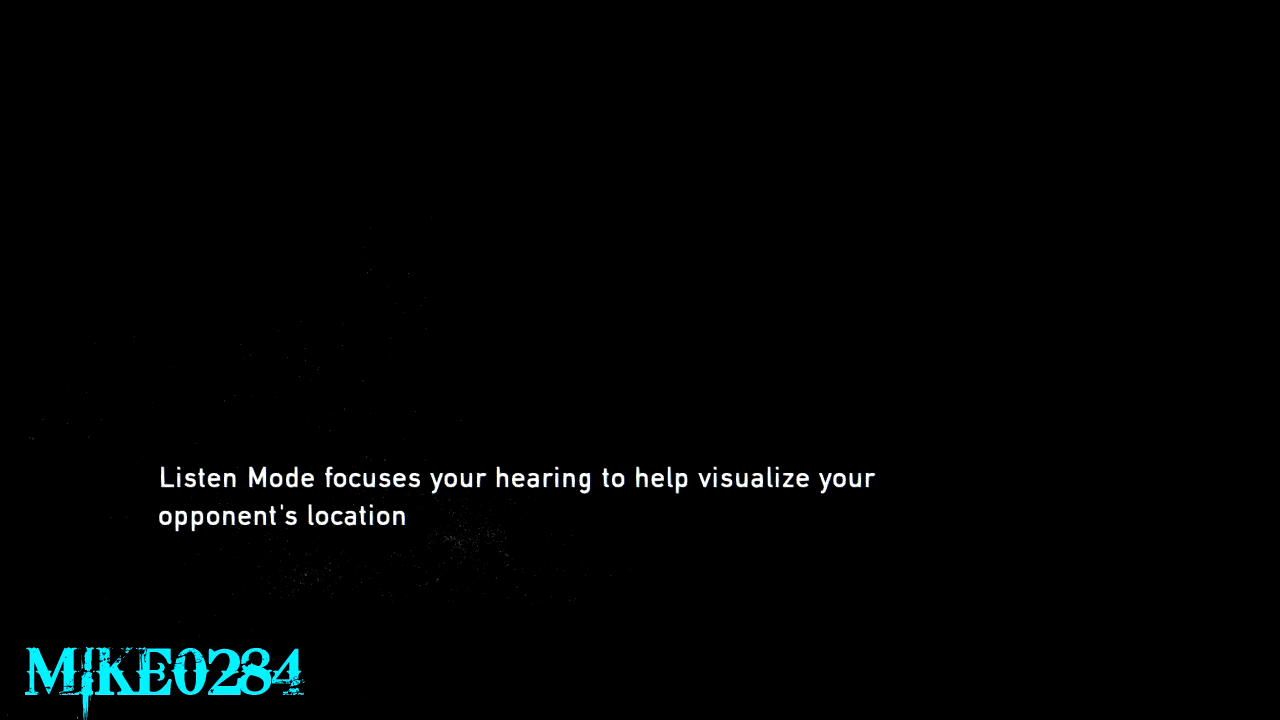 Listen Mode focuses your hearing to help visualize your
opponent's location
MIKE0284